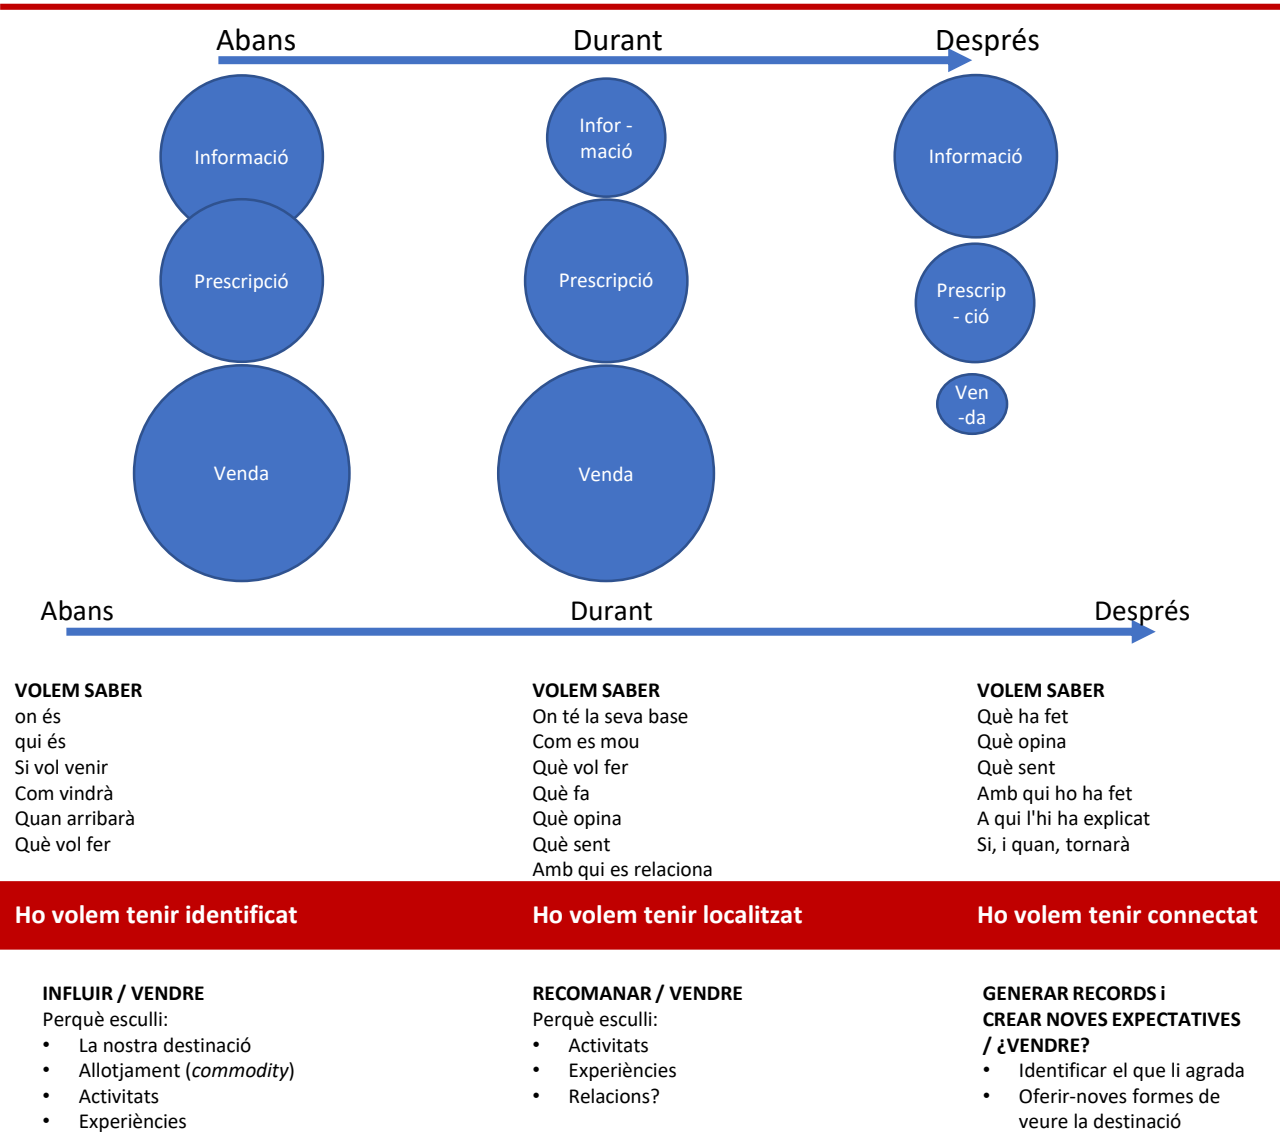 Abans
Durant
Després
Informació
Infor -
mació
Informació
Prescripció
Prescripció
Prescrip
- ció
Venda
Venda
Ven
-da
Abans
Durant
Després
VOLEM SABER
on és
qui és
Si vol venir
Com vindrà
Quan arribarà
Què vol fer
VOLEM SABER
On té la seva base
Com es mou
Què vol fer
Què fa
Què opina
Què sent
Amb qui es relaciona
VOLEM SABER
Què ha fet
Què opina
Què sent
Amb qui ho ha fet
A qui l'hi ha explicat
Si, i quan, tornarà
Ho volem tenir identificat
Ho volem tenir localitzat
Ho volem tenir connectat
INFLUIR / VENDRE
Perquè esculli:
• La nostra destinació
• Allotjament (commodity)
• Activitats
• Experiències
RECOMANAR / VENDRE
Perquè esculli:
• Activitats
• Experiències
• Relacions?
GENERAR RECORDS i
CREAR NOVES EXPECTATIVES
/ ¿VENDRE?
• Identificar el que li agrada
• Oferir-noves formes de
veure la destinació